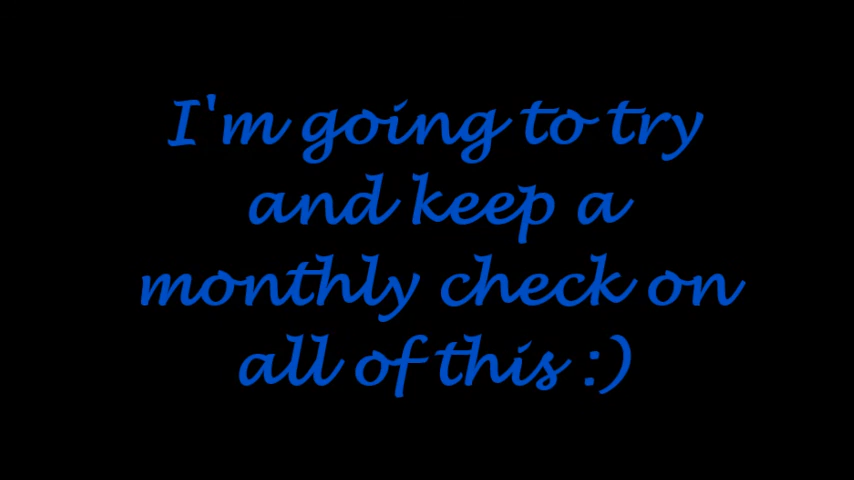 I'm going to try
and keep a
monthly check on
all of this :)